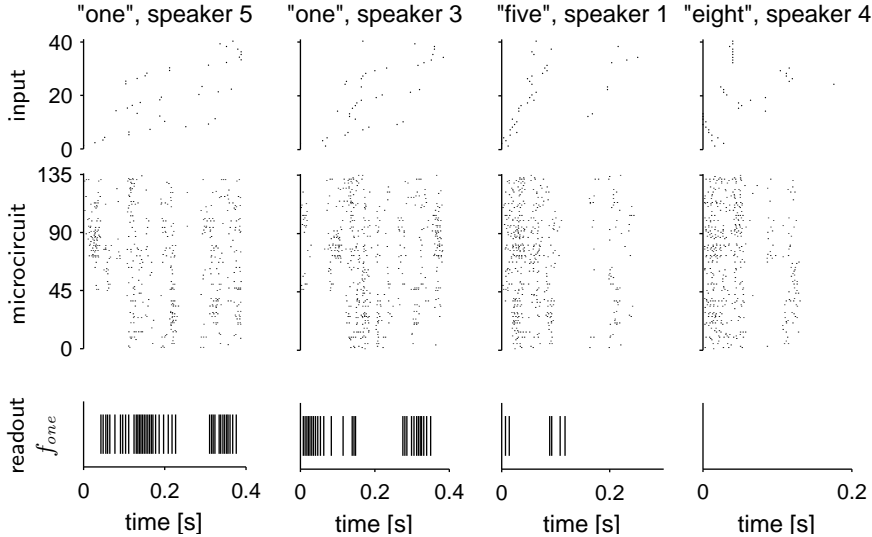 "one", speaker 5 "one", speaker 3 "five", speaker 1 "eight", speaker 4
input
40
20
0
microcircuit
135
90
45
0
readout
f_one
0 0.2 0.4 0 0.2 0.4 0 0.2 0 0.2
time [s] time [s] time [s] time [s]